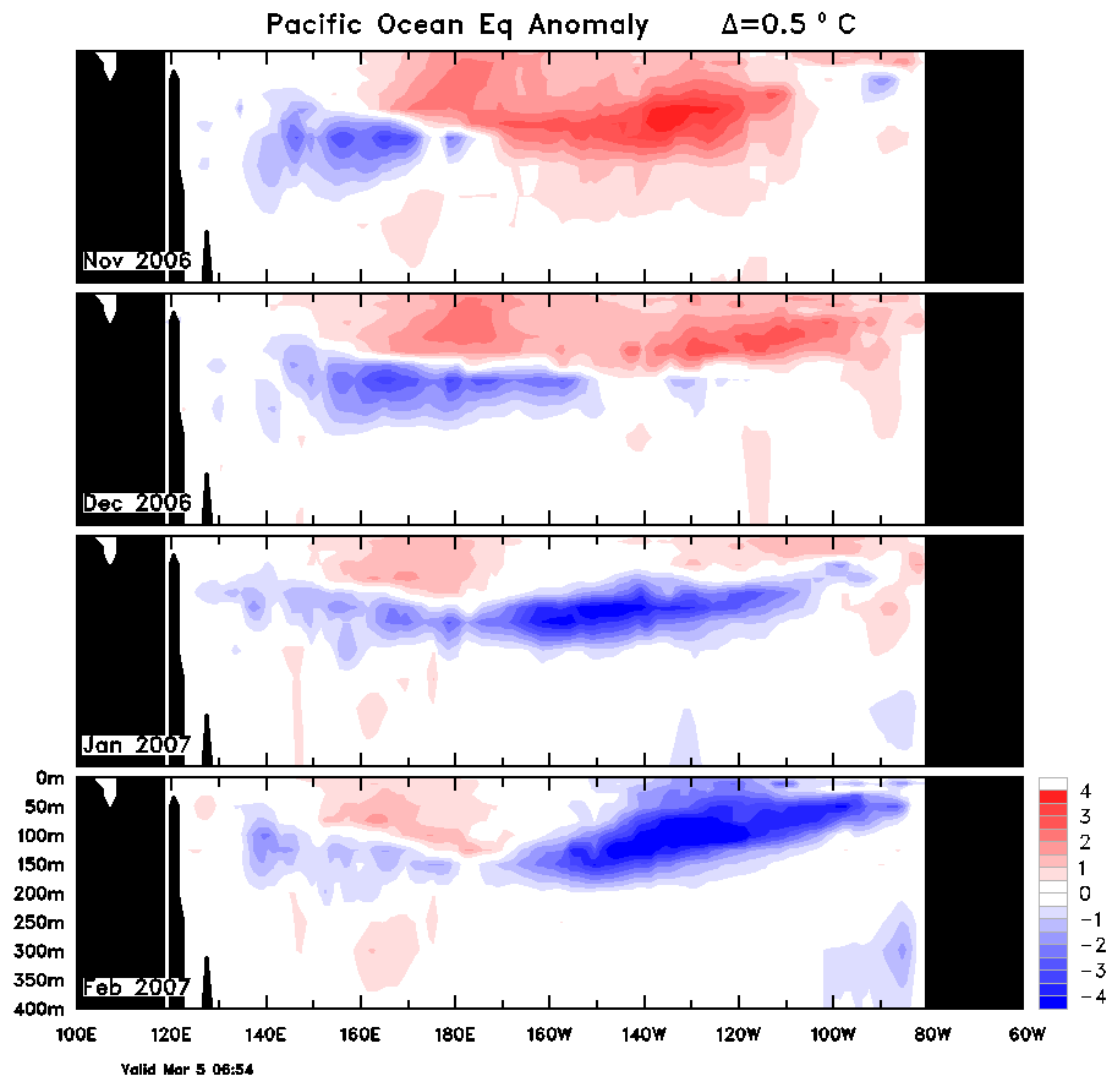 Pacific Ocean Eq Anomaly Δ=0.5 °C
Nov 2006
Dec 2006
Jan 2007
0m
50m
100m
150m
200m
250m
300m
350m
400m
Feb 2007
4
3
2
1
0
-1
-2
-3
-4
100E 120E 140E 160E 180E 160W 140W 120W 100W 80W 60W
Valid Mar 5 06:54